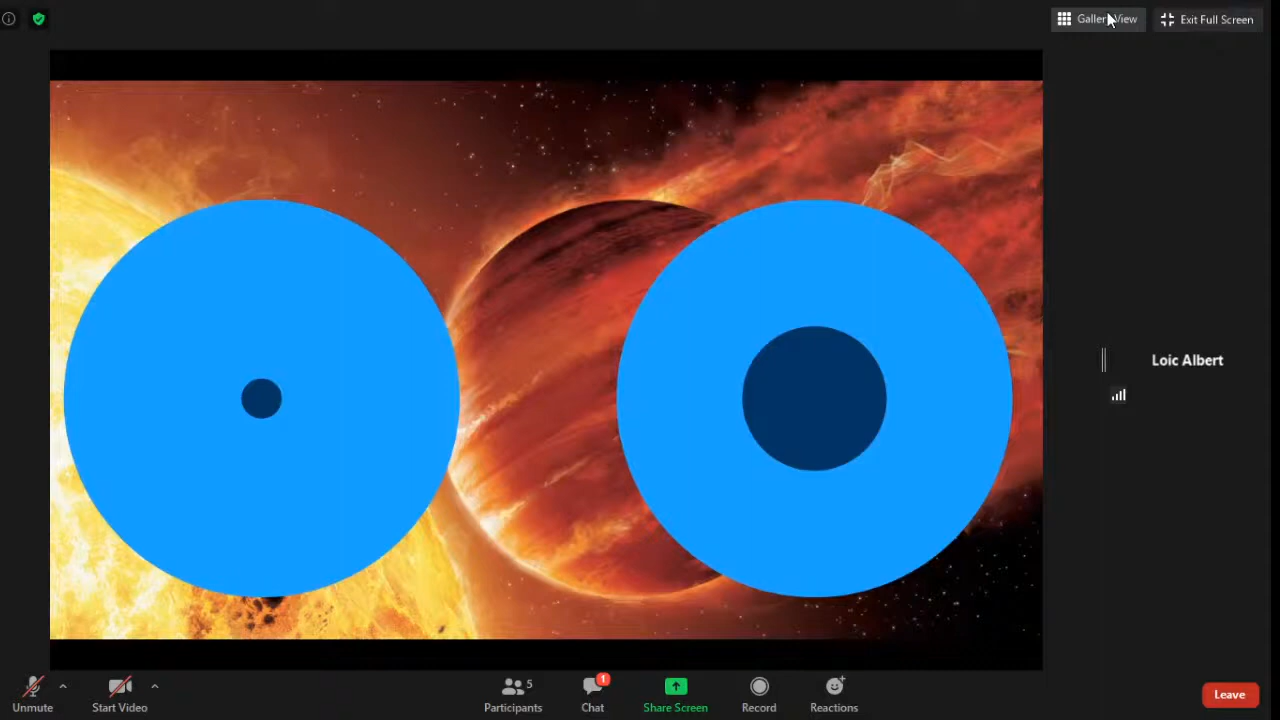 Gallery View
Exit Full Screen
Loic Albert
5
1
Unmute
Start Video
Participants
Chat
Share Screen
Record
Reactions
Leave